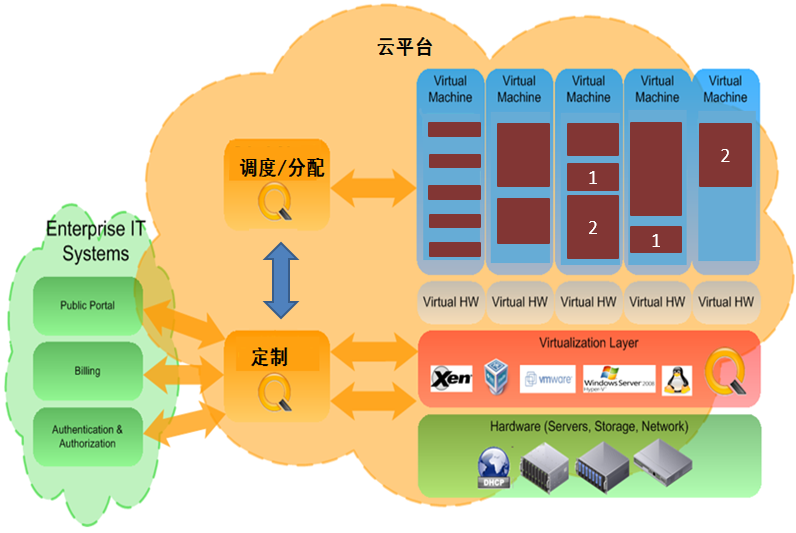 云平台
Virtual
Machine
Virtual
Machine
Virtual
Machine
Virtual
Machine
Virtual
Machine
调度/分配
2
1
2
1
Enterprise IT
Systems
Public Portal
Billing
Authentication &
Authorization
定制
Virtual HW
Virtual HW
Virtual HW
Virtual HW
Virtual HW
Virtualization Layer
Xen
vmware
Windows Server 2008
Hyper-V
Hardware (Servers, Storage, Network)
DHCP